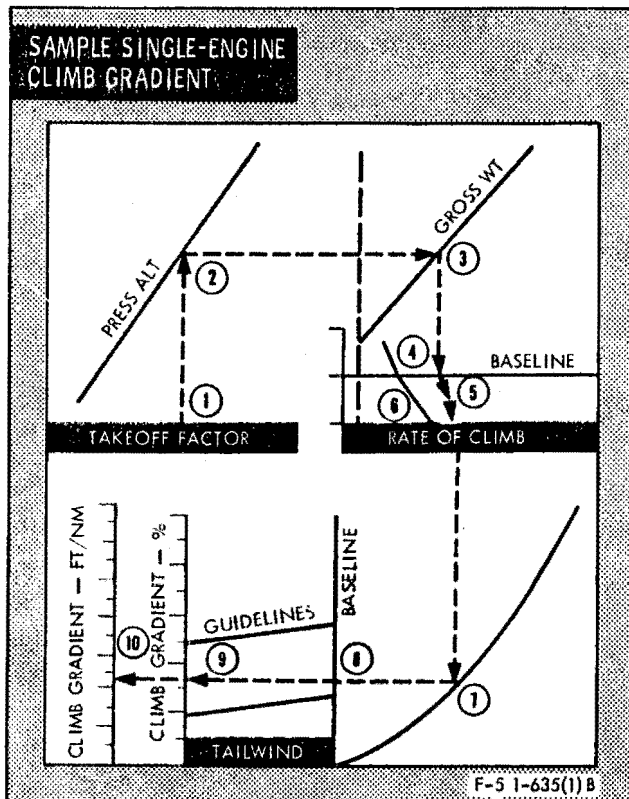 SAMPLE SINGLE-ENGINE
CLIMB GRADIENT
PRESS ALT
GROSS WT
2
3
4
BASELINE
5
1
6
TAKEOFF FACTOR
RATE OF CLIMB
CLIMB GRADIENT — FT/NM
CLIMB GRADIENT — %
GUIDELINES
BASELINE
10
9
8
7
TAILWIND
F-5 1-635(1)B